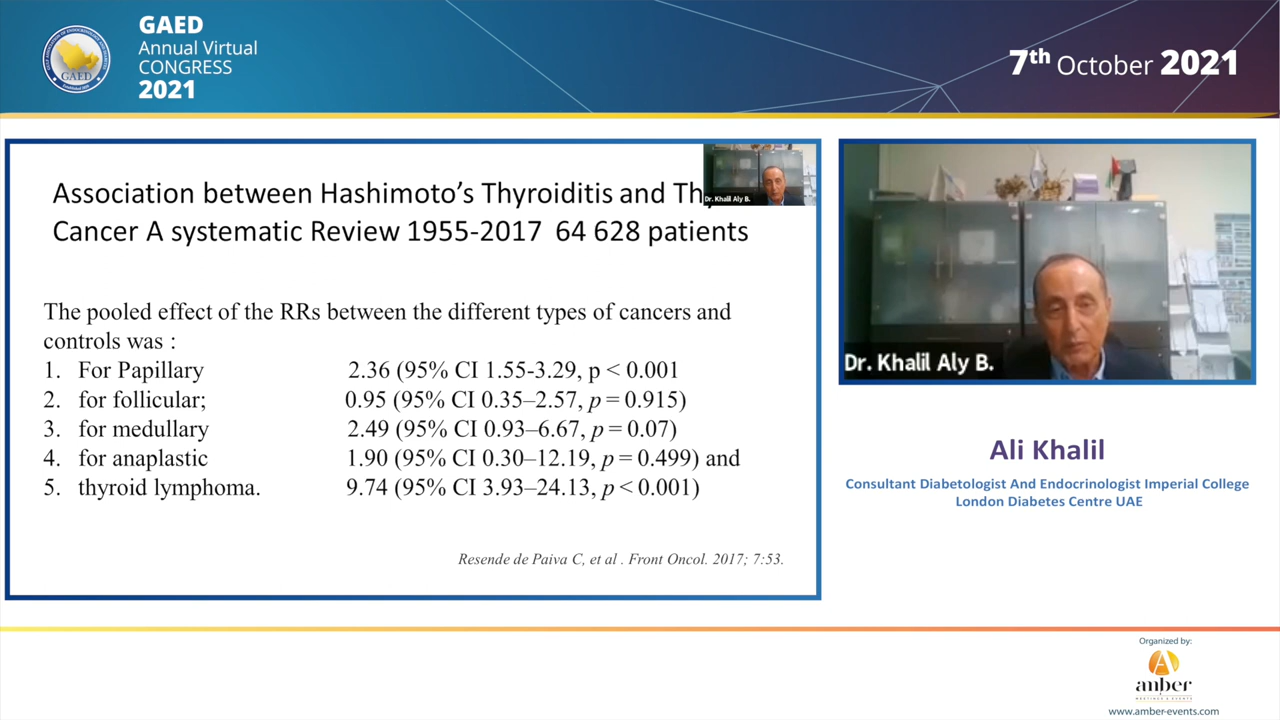 GAED
Annual Virtual
CONGRESS
2021
GAED
7th October 2021
Association between Hashimoto’s Thyroiditis and Thy
Cancer A systematic Review 1955-2017 64 628 patients
Dr. Khalil Aly B.
The pooled effect of the RRs between the different types of cancers and
controls was :
1. For Papillary 2.36 (95% CI 1.55-3.29, p < 0.001
2. for follicular; 0.95 (95% CI 0.35–2.57, p = 0.915)
3. for medullary 2.49 (95% CI 0.93–6.67, p = 0.07)
4. for anaplastic 1.90 (95% CI 0.30–12.19, p = 0.499) and
5. thyroid lymphoma. 9.74 (95% CI 3.93–24.13, p < 0.001)
Resende de Paiva C, et al . Front Oncol. 2017; 7:53.
Dr. Khalil Aly B.
Ali Khalil
Consultant Diabetologist And Endocrinologist Imperial College
London Diabetes Centre UAE
Organized by:
anber
MEETINGS & EVENTS
www.amber-events.com